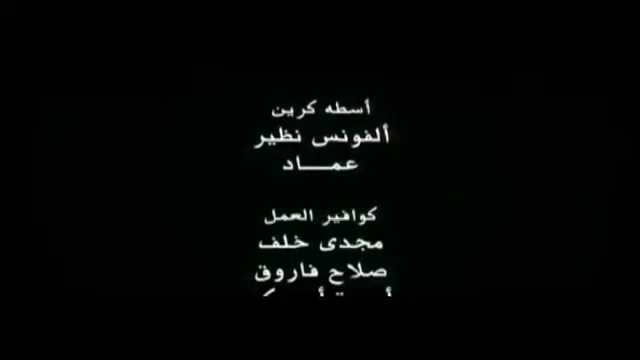 أسطه كرين
ألفونس نظير
عمـــاد
كوافير العمل
مجدى خلف
صلاح فاروق